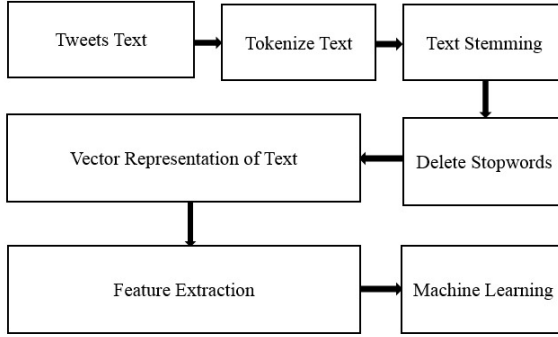 Tweets Text
Tokenize Text
Text Stemming
Delete Stopwords
Vector Representation of Text
Feature Extraction
Machine Learning